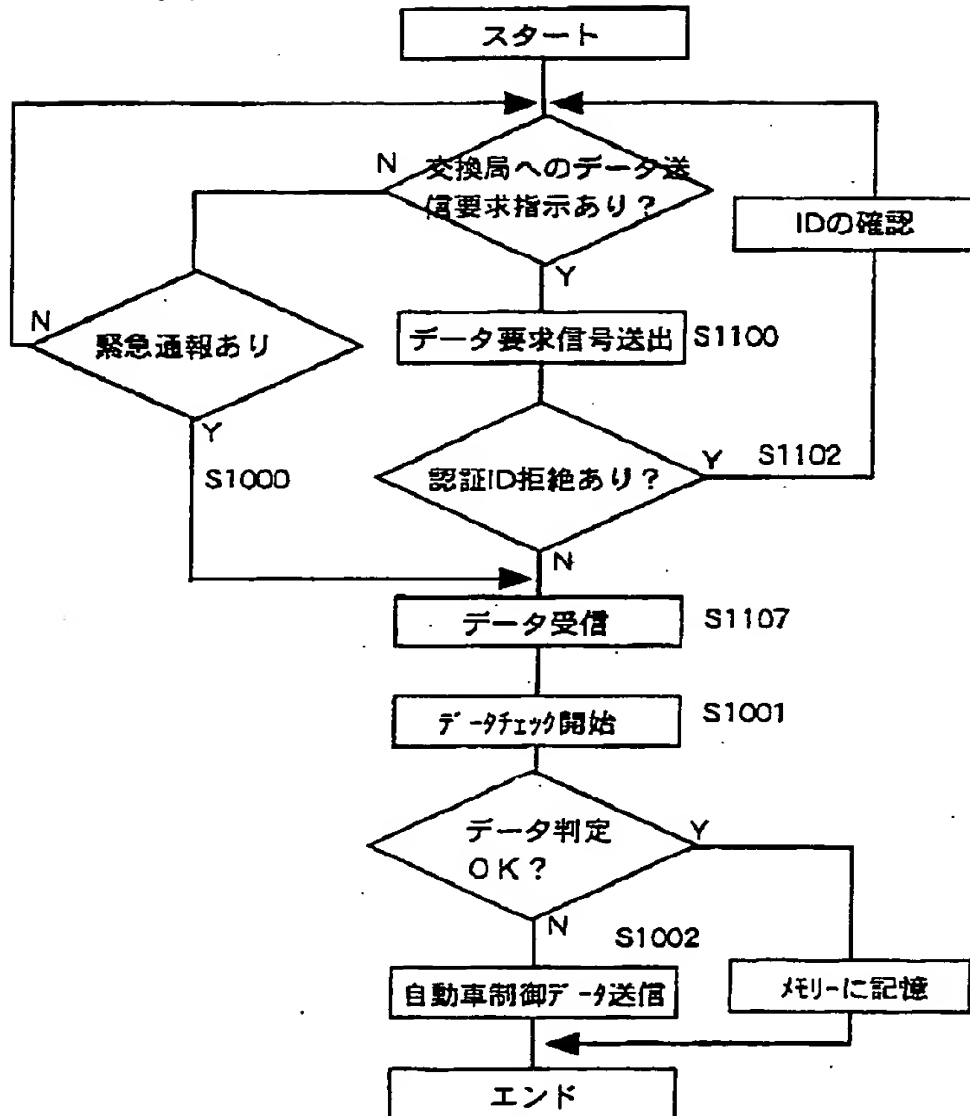 スタート
N
交換局へのデータ送
信要求指示あり？
IDの確認
Y
N
緊急通報あり
データ要求信号送出
S1100
Y
S1000
認証ID拒絶あり？
Y
S1102
N
データ受信
S1107
データチェック開始
S1001
データ判定
OK？
Y
N
S1002
自動車制御データ送信
メモリーに記憶
エンド